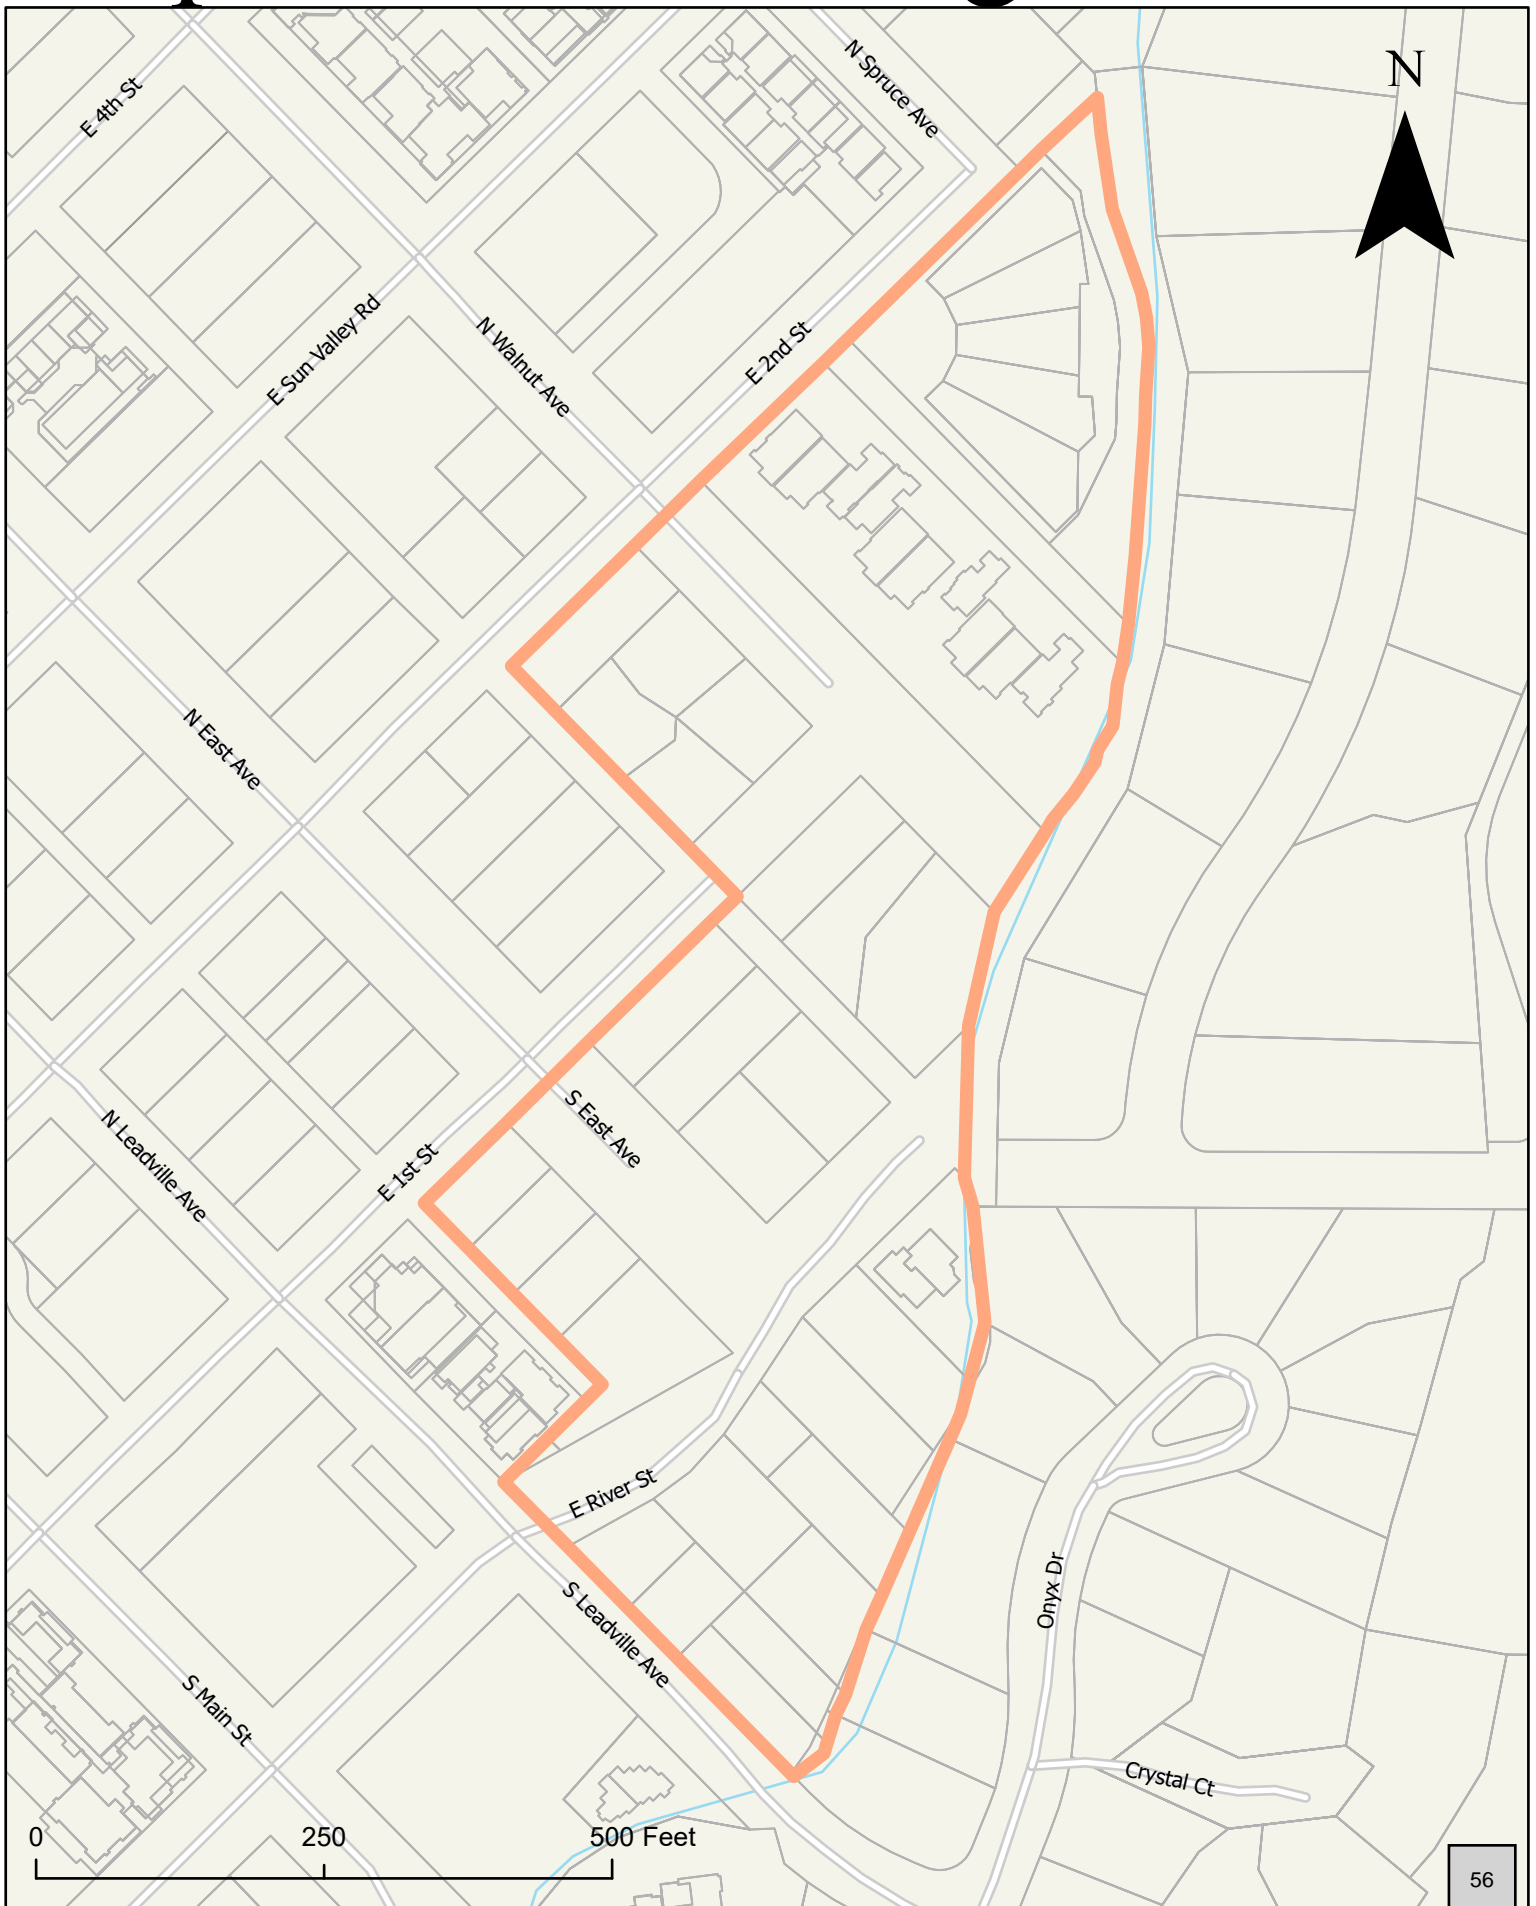 N Spruce Ave
N
E 4th St
E Sun Valley Rd
N Walnut Ave
E 2nd St
N East Ave
S East Ave
N Leadville Ave
E 1st St
E River St
Onyx Dr
S Leadville Ave
S Main St
Crystal Ct
0 250 500 Feet
56